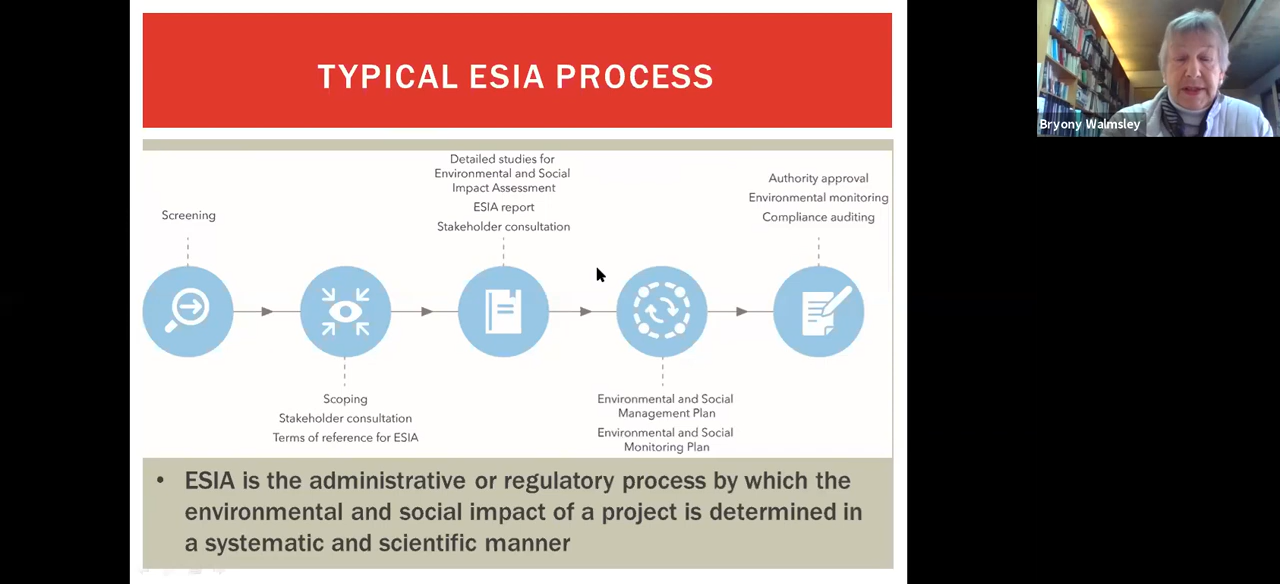 TYPICAL ESIA PROCESS
Bryony Walmsley
Screening
Scoping
Stakeholder consultation
Terms of reference for ESIA
Detailed studies for
Environmental and Social
Impact Assessment
ESIA report
Stakeholder consultation
Environmental and Social
Management Plan
Environmental and Social
Monitoring Plan
Authority approval
Environmental monitoring
Compliance auditing
• ESIA is the administrative or regulatory process by which the
environmental and social impact of a project is determined in
a systematic and scientific manner